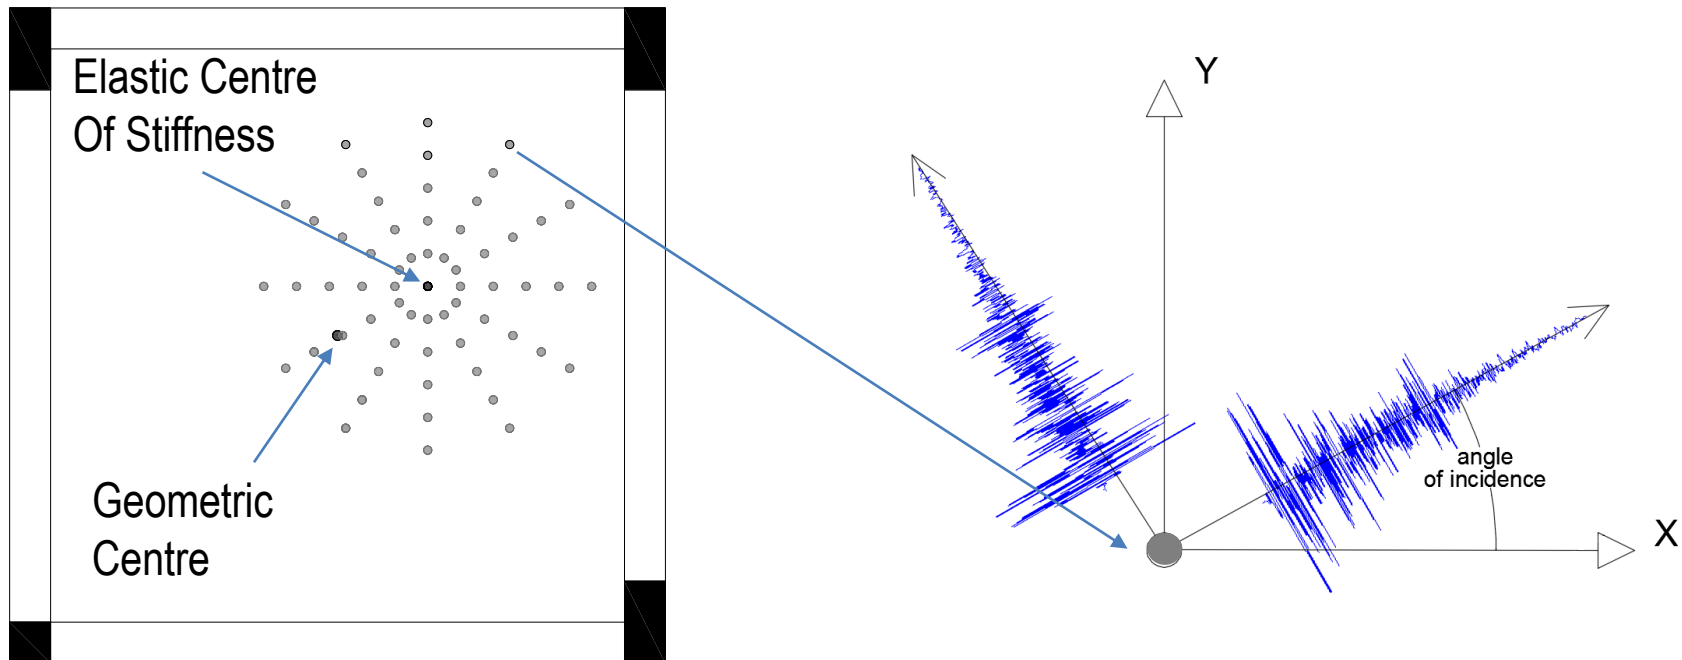 Elastic Centre
Of Stiffness
Geometric
Centre
Y
angle
of incidence
X